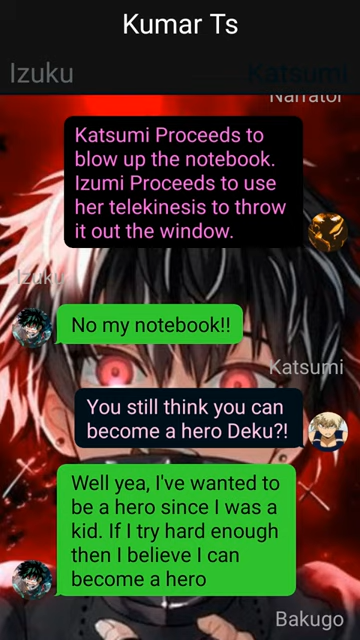 Kumar Ts
Izuku
Katsumi
Narrator
Katsumi Proceeds to
blow up the notebook.
Izumi Proceeds to use
her telekinesis to throw
it out the window.
Izuku
No my notebook!!
Katsumi
You still think you can
become a hero Deku?!
Well yea, I've wanted to
be a hero since I was a
kid. If I try hard enough
then I believe I can
become a hero
Bakugo